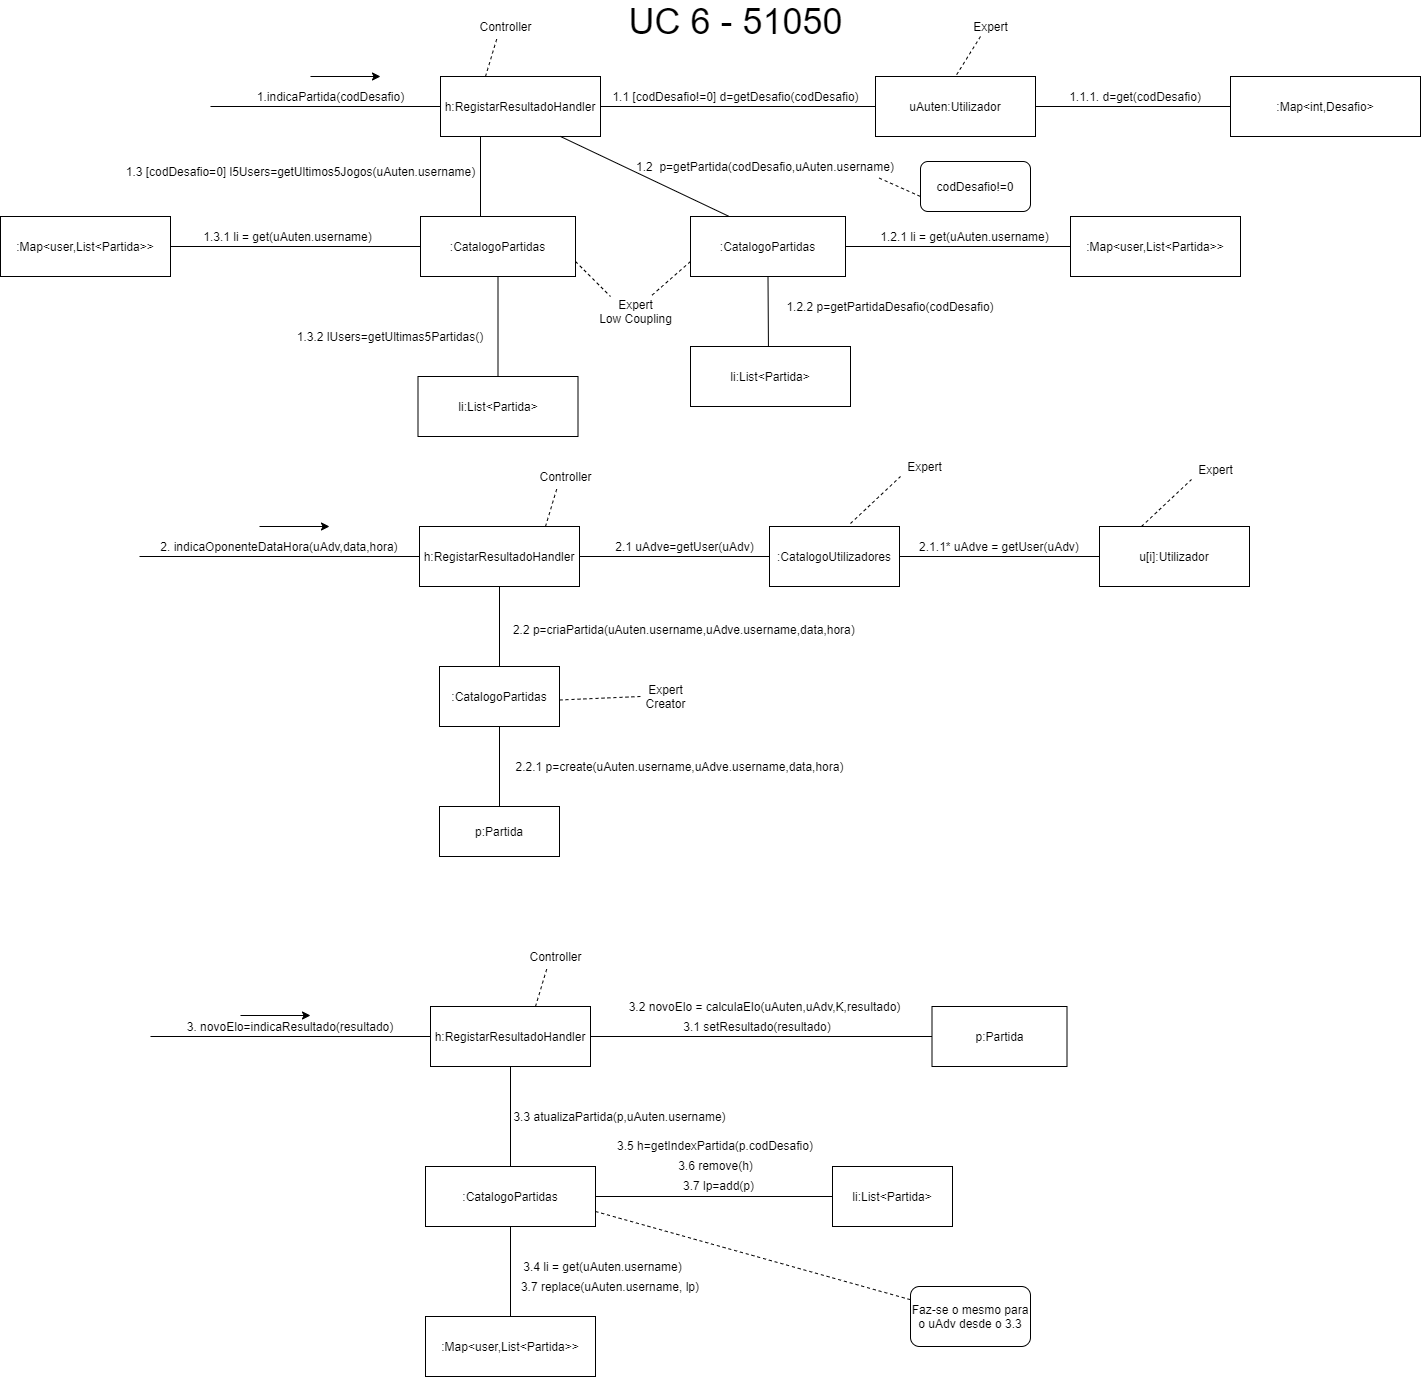 UC 6 - 51050
Controller
Expert
1.indicaPartida(codDesafio)
h:RegistarResultadoHandler
1.1 [codDesafio!=0] d=getDesafio(codDesafio)
uAuten:Utilizador
1.1.1. d=get(codDesafio)
:Map<int,Desafio>
1.3 [codDesafio=0] l5Users=getUltimos5Jogos(uAuten.username)
1.2 p=getPartida(codDesafio,uAuten.username)
codDesafio!=0
:Map<user,List<Partida>>
1.3.1 li = get(uAuten.username)
:CatalogoPartidas
:CatalogoPartidas
1.2.1 li = get(uAuten.username)
:Map<user,List<Partida>>
Expert
Low Coupling
1.3.2 lUsers=getUltimas5Partidas()
1.2.2 p=getPartidaDesafio(codDesafio)
li:List<Partida>
li:List<Partida>
Controller
Expert
Expert
2. indicaOponenteDataHora(uAdv,data,hora)
h:RegistarResultadoHandler
2.1 uAdve=getUser(uAdv)
:CatalogoUtilizadores
2.1.1* uAdve = getUser(uAdv)
u[i]:Utilizador
2.2 p=criaPartida(uAuten.username,uAdve.username,data,hora)
:CatalogoPartidas
Expert
Creator
2.2.1 p=create(uAuten.username,uAdve.username,data,hora)
p:Partida
Controller
3. novoElo=indicaResultado(resultado)
h:RegistarResultadoHandler
3.2 novoElo = calculaElo(uAuten,uAdv,K,resultado)
3.1 setResultado(resultado)
p:Partida
3.3 atualizaPartida(p,uAuten.username)
3.5 h=getIndexPartida(p.codDesafio)
3.6 remove(h)
3.7 lp=add(p)
:CatalogoPartidas
li:List<Partida>
3.4 li = get(uAuten.username)
3.7 replace(uAuten.username, lp)
Faz-se o mesmo para
o uAdv desde o 3.3
:Map<user,List<Partida>>